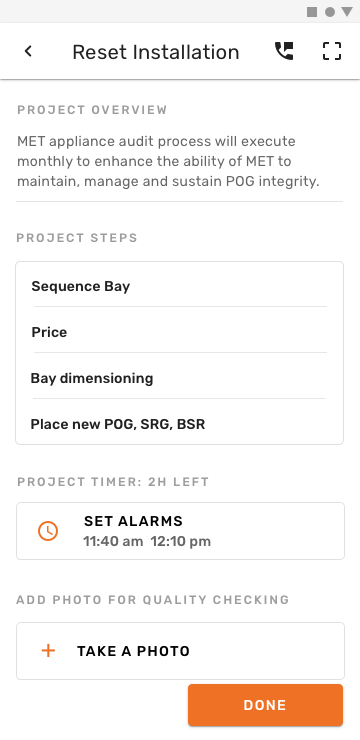 Reset Installation
PROJECT OVERVIEW
MET appliance audit process will execute
monthly to enhance the ability of MET to
maintain, manage and sustain POG integrity.
PROJECT STEPS
Sequence Bay
Price
Bay dimensioning
Place new POG, SRG, BSR
PROJECT TIMER: 2H LEFT
SET ALARMS
11:40 am 12:10 pm
ADD PHOTO FOR QUALITY CHECKING
TAKE A PHOTO
DONE